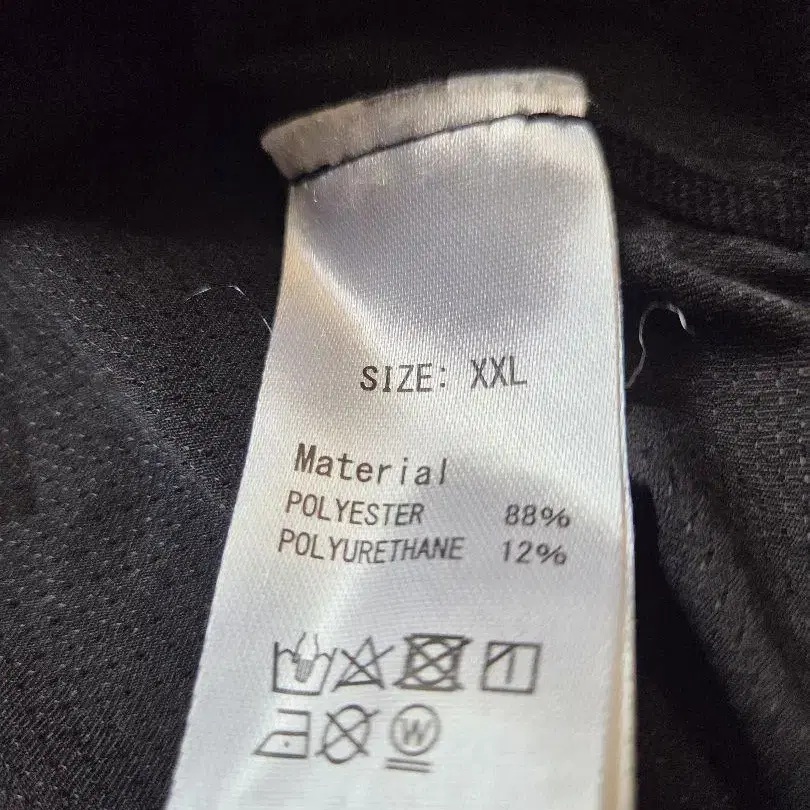 SIZE: XXL
Material
POLYESTER 88%
POLYURETHANE 12%
W